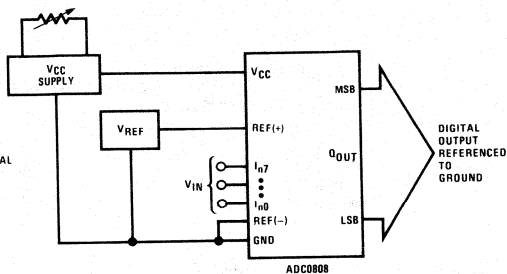 VCC
SUPPLY
VCC
MSB
VREF
REF(+)
AL
In7
VIN
QOUT
In0
REF(−)
LSB
GND
DIGITAL
OUTPUT
REFERENCED
TO
GROUND
ADC0808